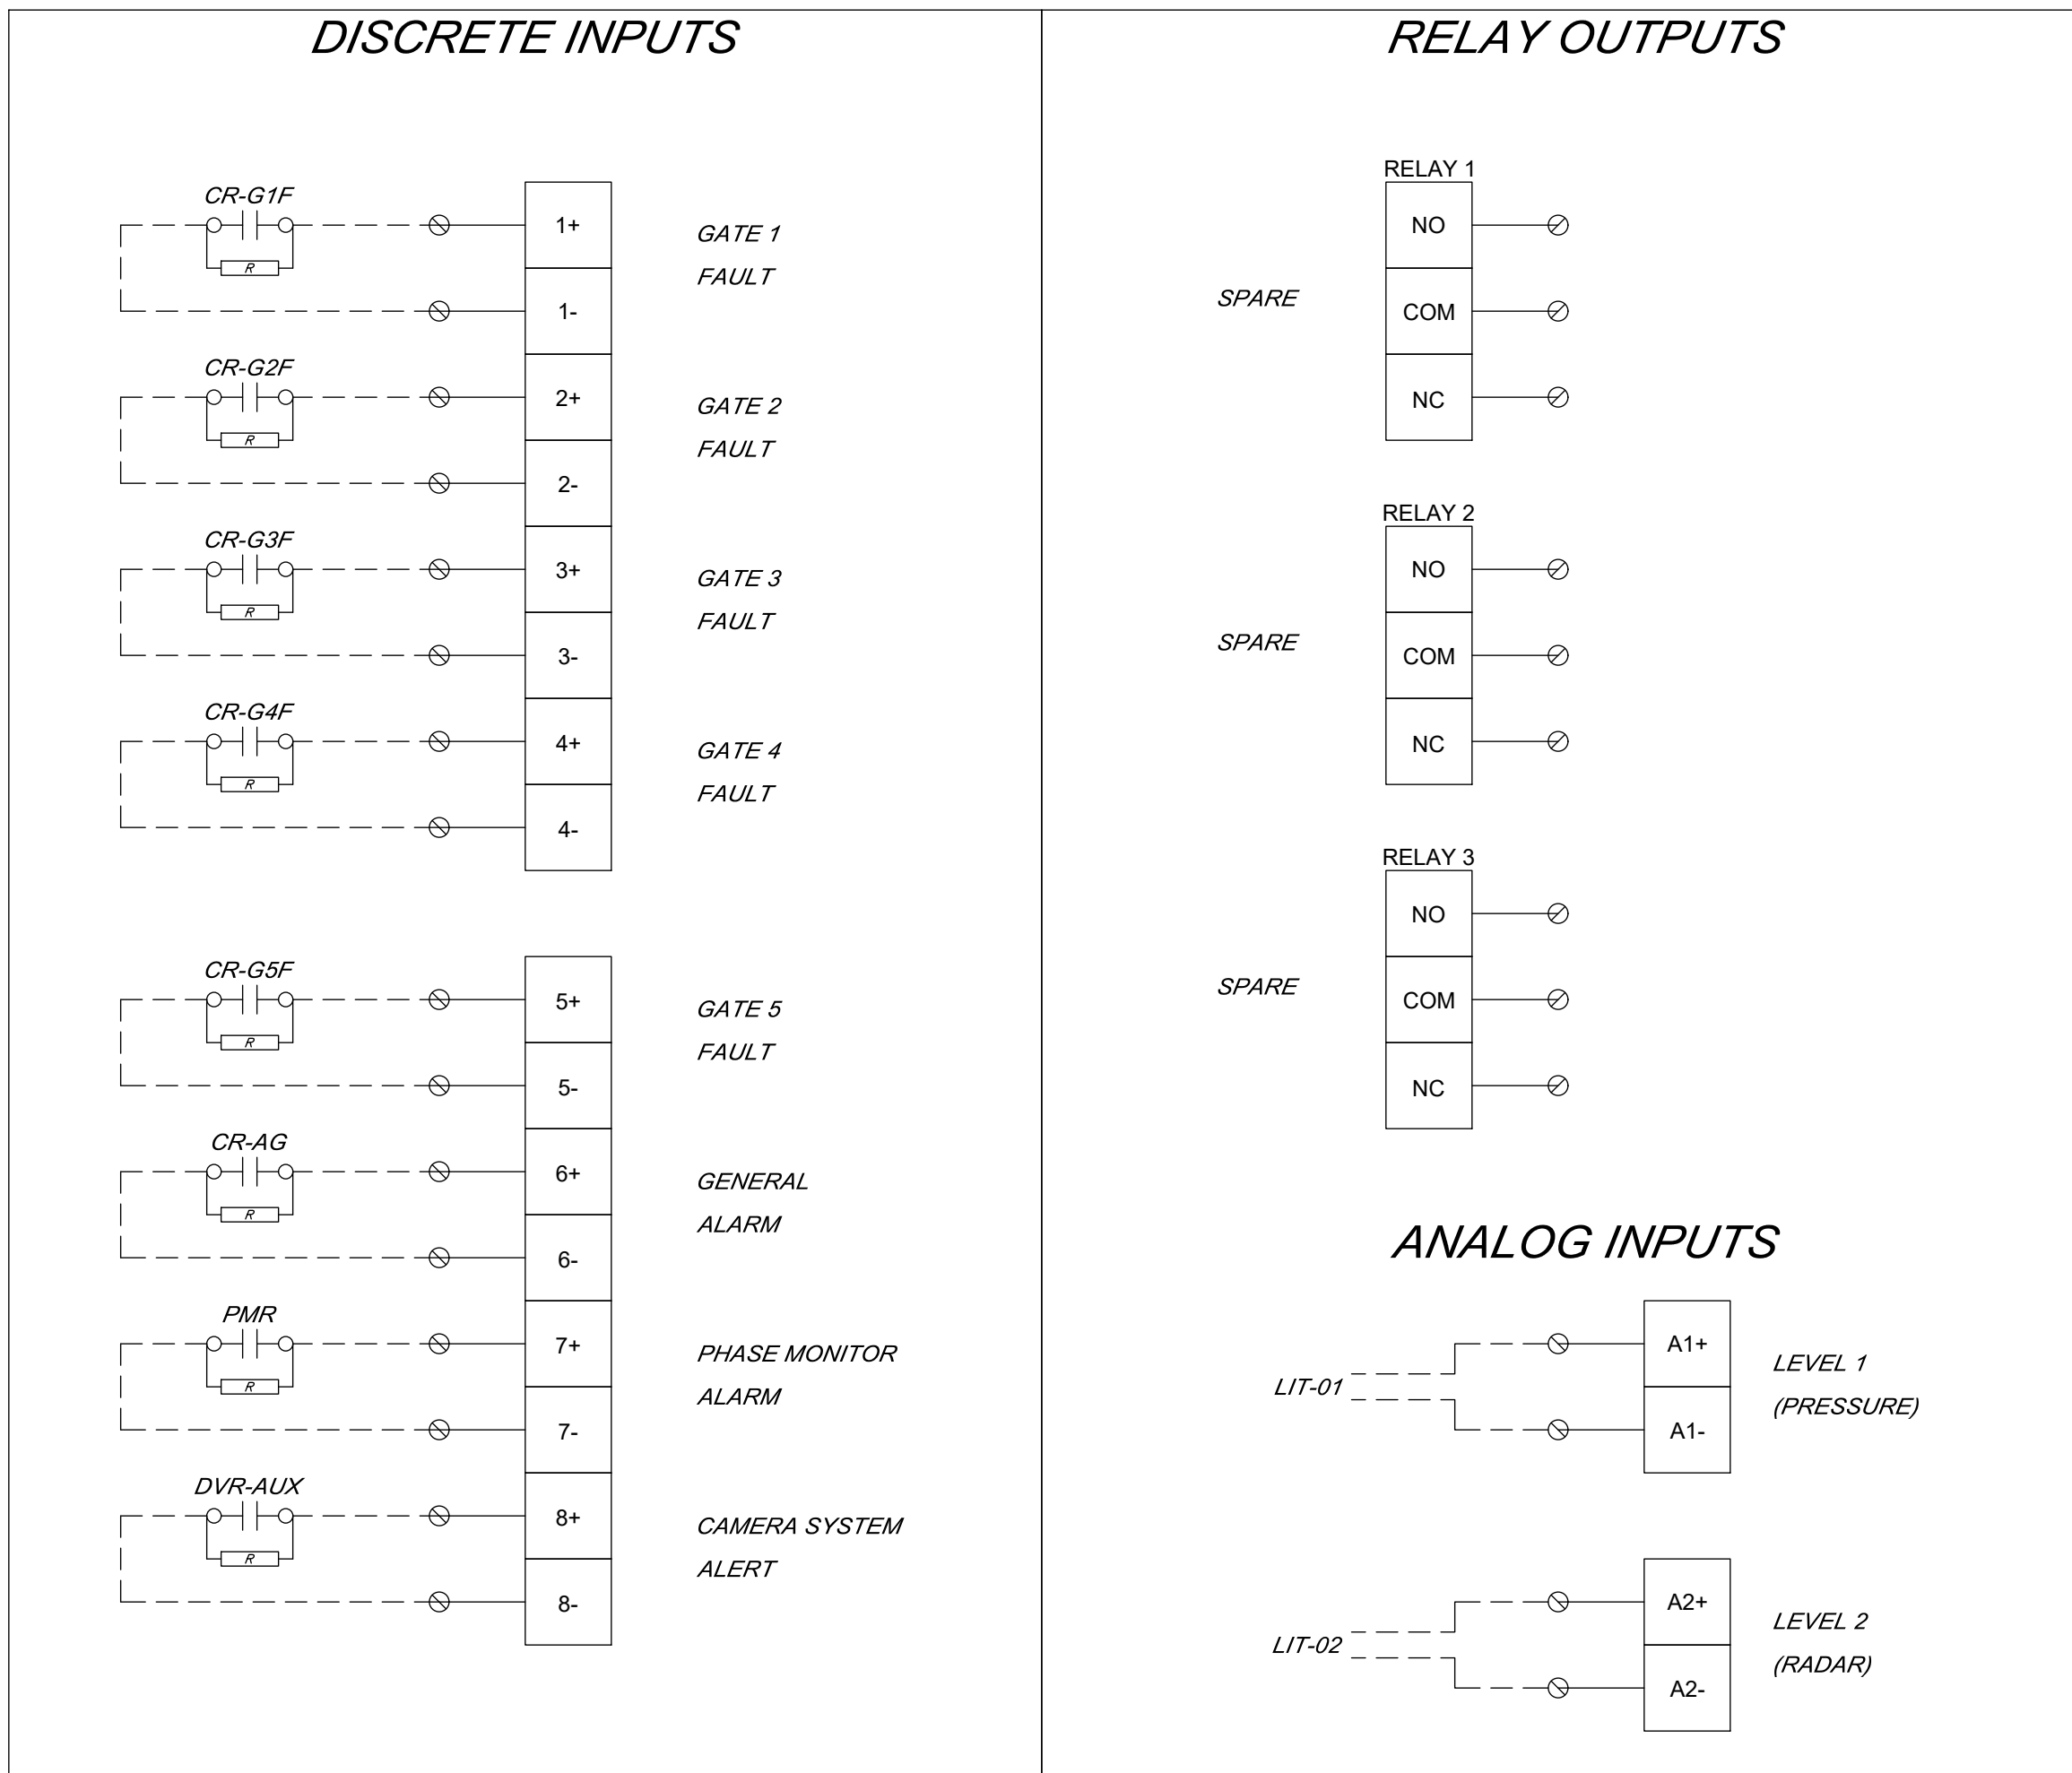 DISCRETE INPUTS
CR-G1F
R
1+
1-
GATE 1
FAULT
CR-G2F
R
2+
2-
GATE 2
FAULT
CR-G3F
R
3+
3-
GATE 3
FAULT
CR-G4F
R
4+
4-
GATE 4
FAULT
CR-G5F
R
5+
5-
GATE 5
FAULT
CR-AG
R
6+
6-
GENERAL
ALARM
PMR
R
7+
7-
PHASE MONITOR
ALARM
DVR-AUX
R
8+
8-
CAMERA SYSTEM
ALERT
RELAY OUTPUTS
RELAY 1
NO
SPARE
COM
NC
RELAY 2
NO
SPARE
COM
NC
RELAY 3
NO
SPARE
COM
NC
ANALOG INPUTS
LIT-01
A1+
A1-
LEVEL 1
(PRESSURE)
LIT-02
A2+
A2-
LEVEL 2
(RADAR)